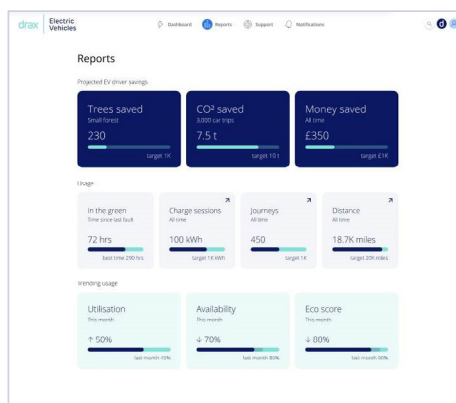 drax
Electric
Vehicles
Dashboard
Reports
Support
Notifications
d
Reports
Projected EV driver savings
Trees saved
Small forest
230
target 1K
CO² saved
3,000 car trips
7.5 t
target 10 t
Money saved
All time
£350
target £1K
Usage
In the green
Time since last fault
72 hrs
best time 290 hrs
Charge sessions
All time
100 kWh
target 1K kWh
Journeys
All time
450
target 1K
Distance
All time
18.7K miles
target 20K miles
Trending usage
Utilisation
This month
↑ 50%
last month
Availability
This month
↓ 70%
last month 80%
Eco score
This month
↓ 80%
last month 90%